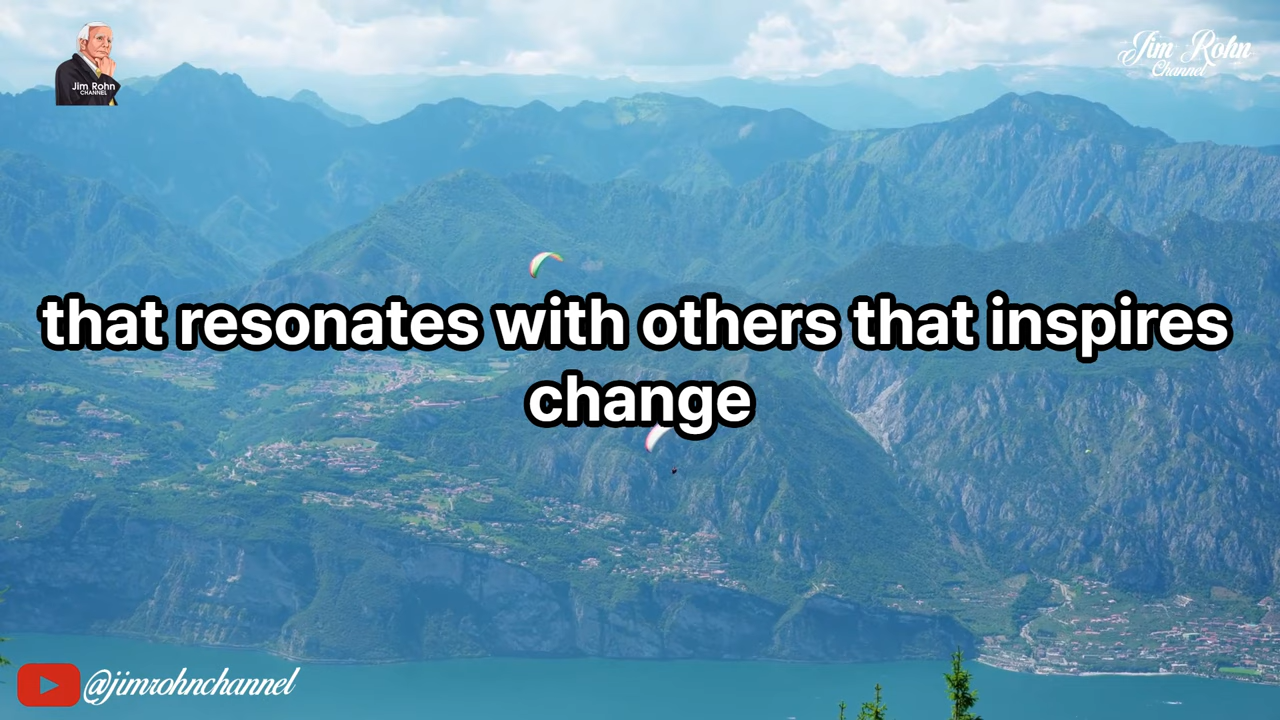 Jim Rohn
CHANNEL
Jim Rohn
Channel
that resonates with others that inspires
change
@jimrohnchannel